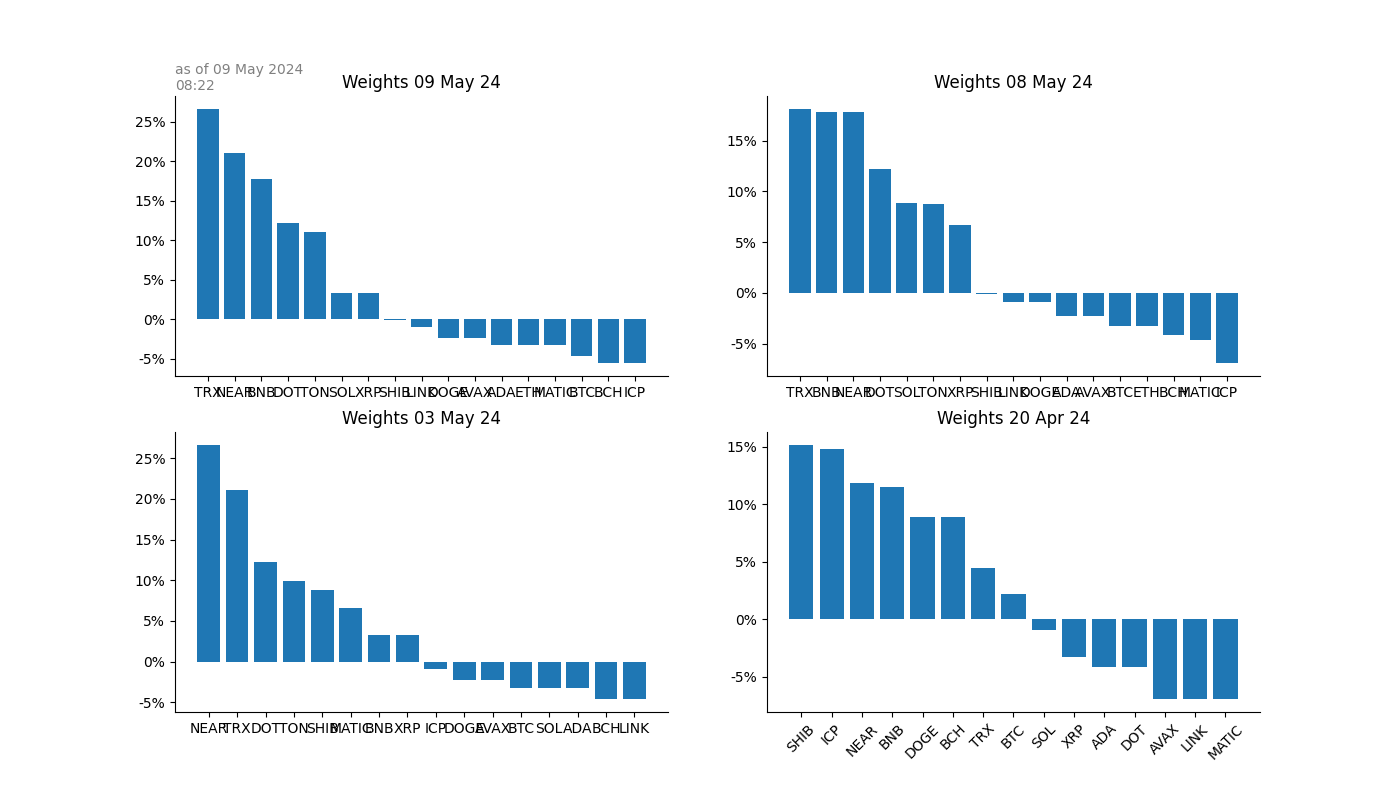 as of 09 May 2024
08:22
Weights 09 May 24
25%
20%
15%
10%
5%
0%
-5%
TRX NEAR BNB DOT TON SOL XRP SHIB LINK DOGE AVAX ADA ETH MATIC BTC BCH ICP
Weights 08 May 24
15%
10%
5%
0%
-5%
TRX BNB NEAR DOT SOL TON XRP SHIB LINK DOGE ADA AVAX BTC ETH BCH MATIC ICP
Weights 03 May 24
25%
20%
15%
10%
5%
0%
-5%
NEAR TRX DOT TON SHIB MATIC BNB XRP ICP DOGE AVAX BTC SOL ADA BCH LINK
Weights 20 Apr 24
15%
10%
5%
0%
-5%
SHIB ICP NEAR BNB DOGE BCH TRX BTC SOL XRP ADA DOT AVAX LINK MATIC